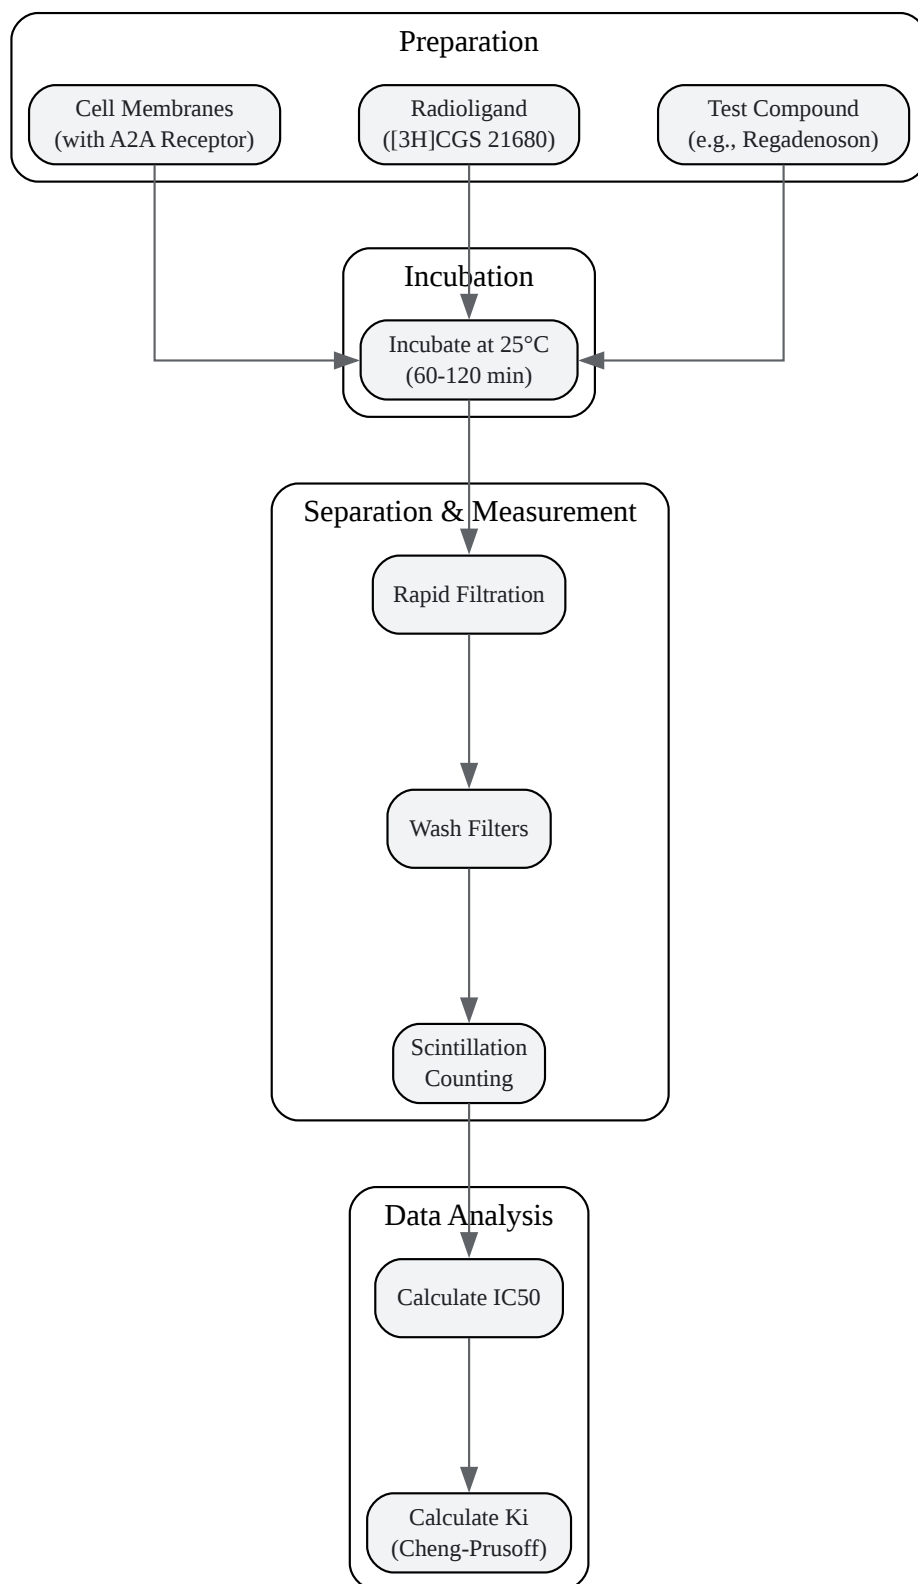 Preparation
Cell Membranes
(with A2A Receptor)
Radioligand
([3H]CGS 21680)
Test Compound
(e.g., Regadenoson)
Incubation
Incubate at 25°C
(60-120 min)
Separation & Measurement
Rapid Filtration
Wash Filters
Scintillation
Counting
Data Analysis
Calculate IC50
Calculate Ki
(Cheng-Prusoff)